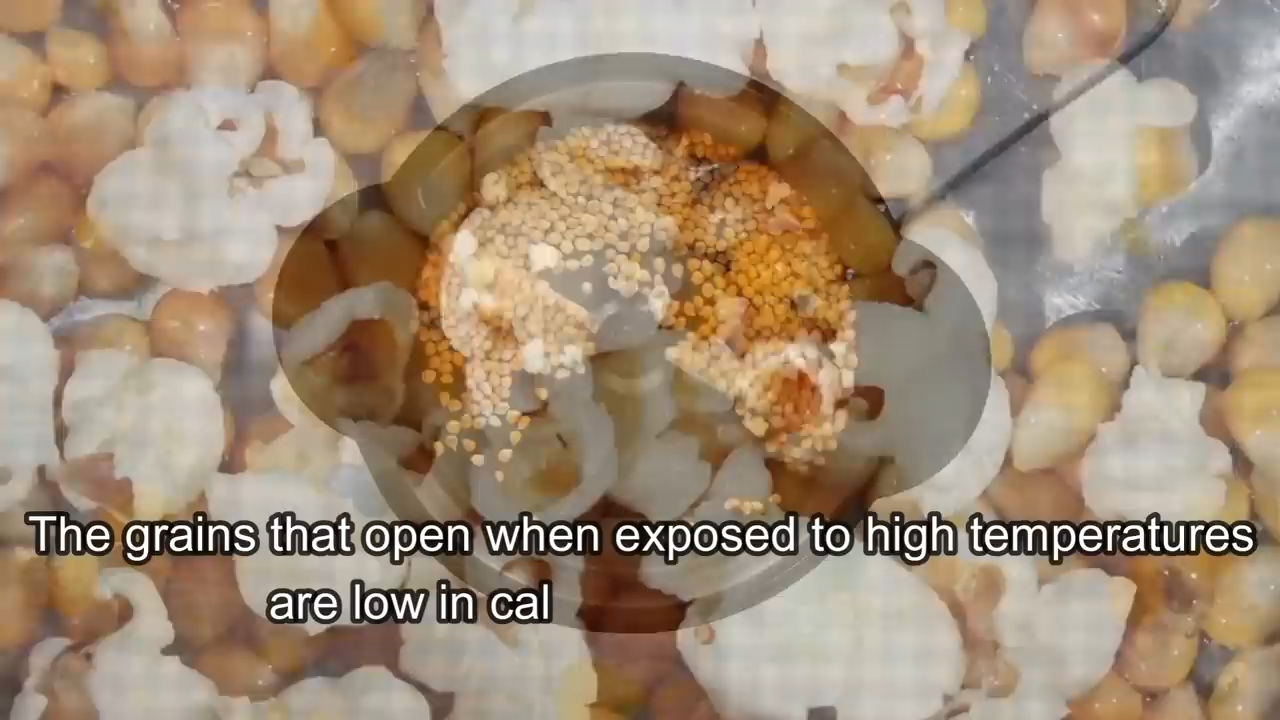 The grains that open when exposed to high temperatures
are low in cal